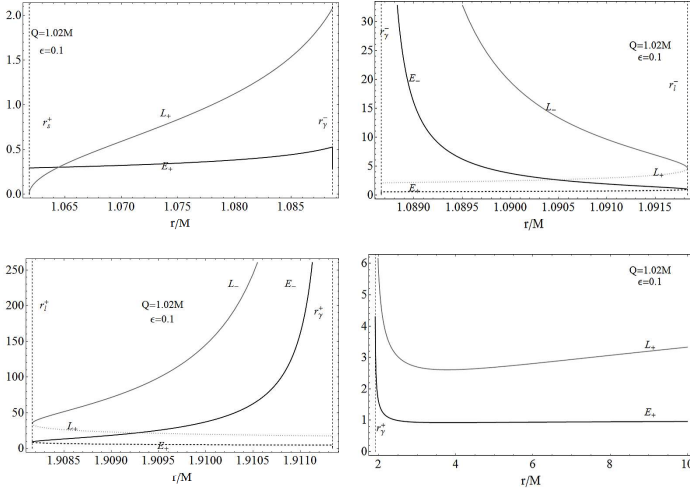 2.0
1.5
1.0
0.5
0.0
Q=1.02M
ϵ=0.1
r_s^+
L_+
E_+
r_γ^-
1.065 1.070 1.075 1.080 1.085
r/M
30
25
20
15
10
5
0
r_γ^-
E_-
L_-
Q=1.02M
ϵ=0.1
r_l^-
L_+
E_+
1.0890 1.0895 1.0900 1.0905 1.0910 1.0915
r/M
250
200
150
100
50
0
r_l^+
Q=1.02M
ϵ=0.1
L_-
E_-
r_γ^+
L_+
E_+
1.9085 1.9090 1.9095 1.9100 1.9105 1.9110
r/M
6
5
4
3
2
1
0
Q=1.02M
ϵ=0.1
L_+
E_+
r_γ^+
2 4 6 8 10
r/M